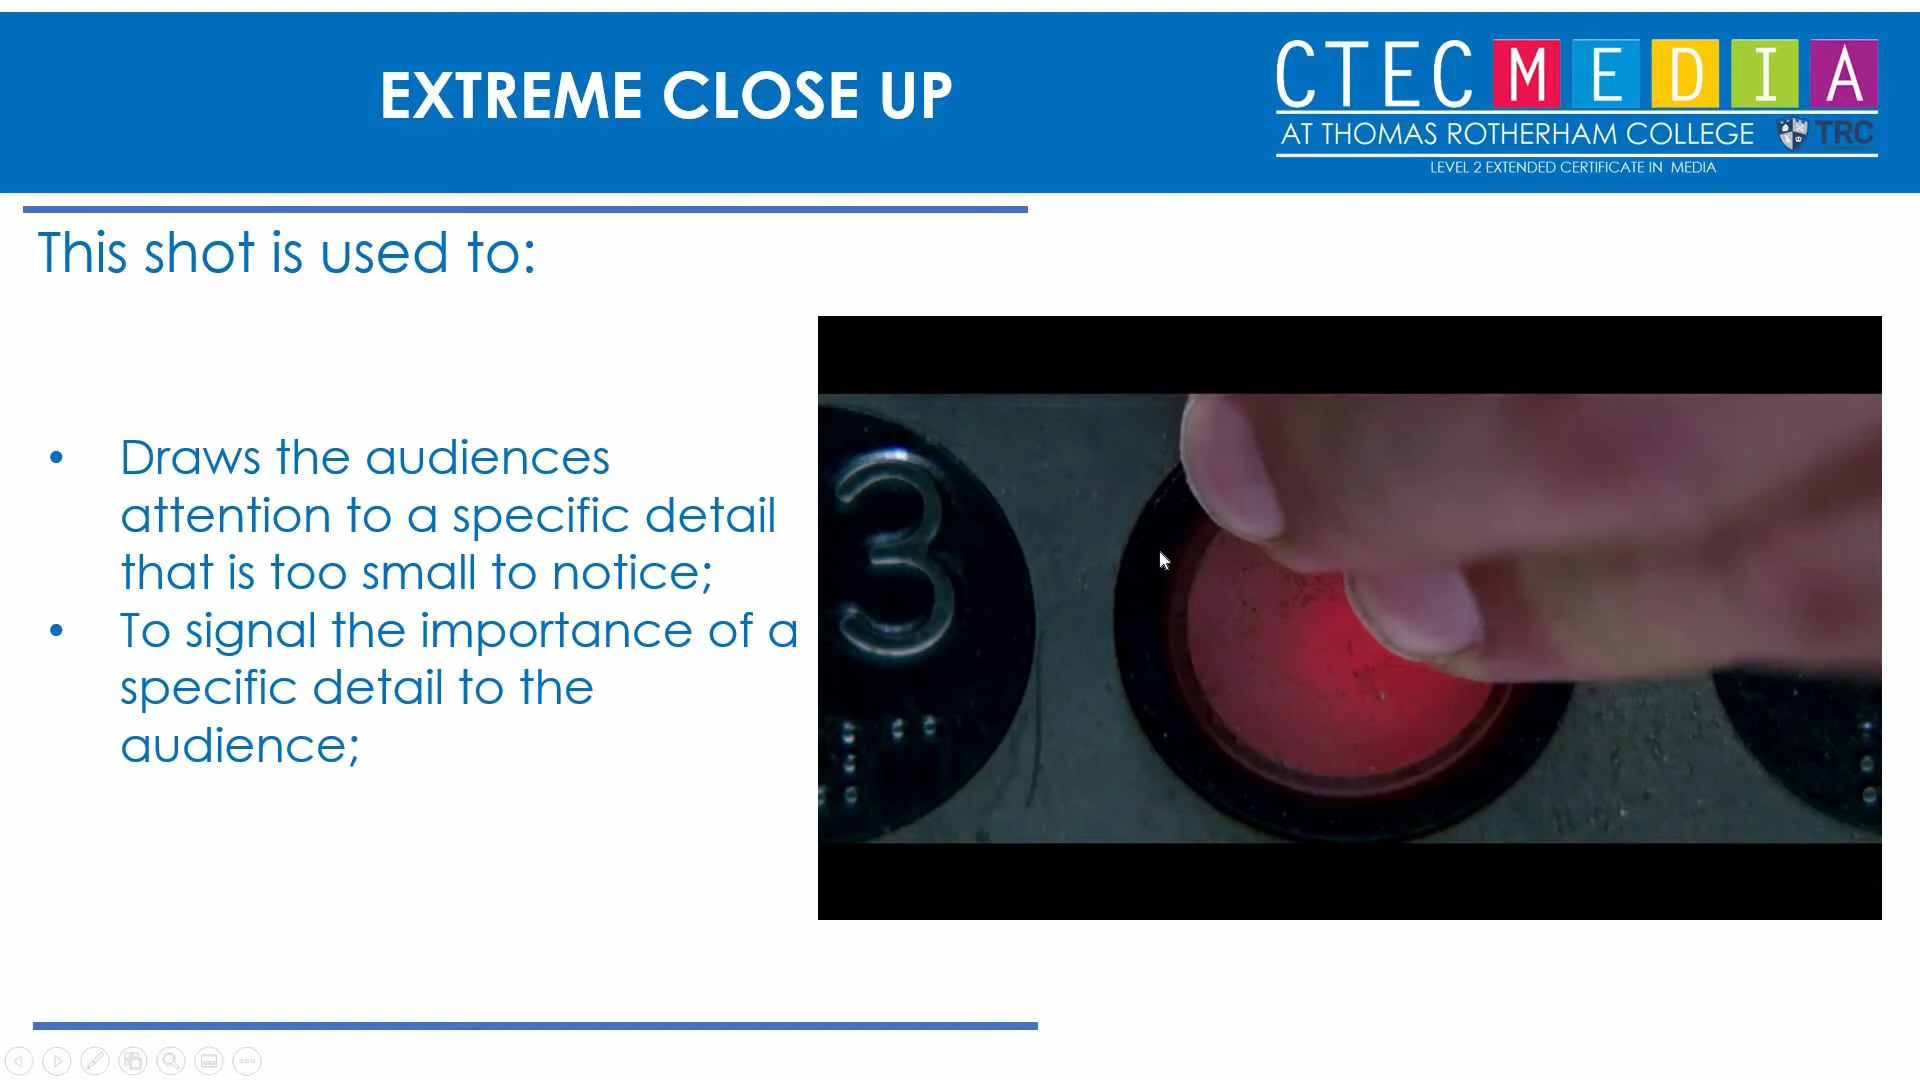 EXTREME CLOSE UP
CTEC MEDIA
AT THOMAS ROTHERHAM COLLEGE TRC
LEVEL 2 EXTENDED CERTIFICATE IN MEDIA
This shot is used to:
• Draws the audiences
attention to a specific detail
that is too small to notice;
• To signal the importance of a
specific detail to the
audience;
3